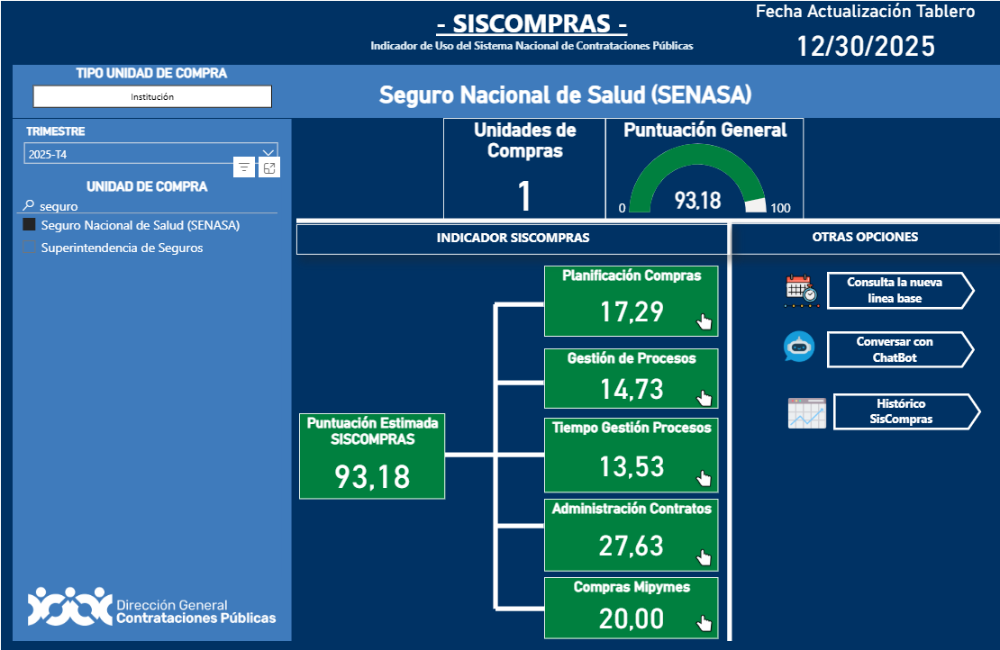 - SISCOMPRAS -
Indicador de Uso del Sistema Nacional de Contrataciones Públicas
Fecha Actualización Tablero
12/30/2025
TIPO UNIDAD DE COMPRA
Institución
Seguro Nacional de Salud (SENASA)
TRIMESTRE
2025-T4
UNIDAD DE COMPRA
seguro
Seguro Nacional de Salud (SENASA)
Superintendencia de Seguros
Unidades de
Compras
1
Puntuación General
0
93,18
100
INDICADOR SISCOMPRAS
Puntuación Estimada
SISCOMPRAS
93,18
Planificación Compras
17,29
Gestión de Procesos
14,73
Tiempo Gestión Procesos
13,53
Administración Contratos
27,63
Compras Mipymes
20,00
OTRAS OPCIONES
Consulta la nueva
linea base
Conversar con
ChatBot
Histórico
SisCompras
Dirección General
Contrataciones Públicas